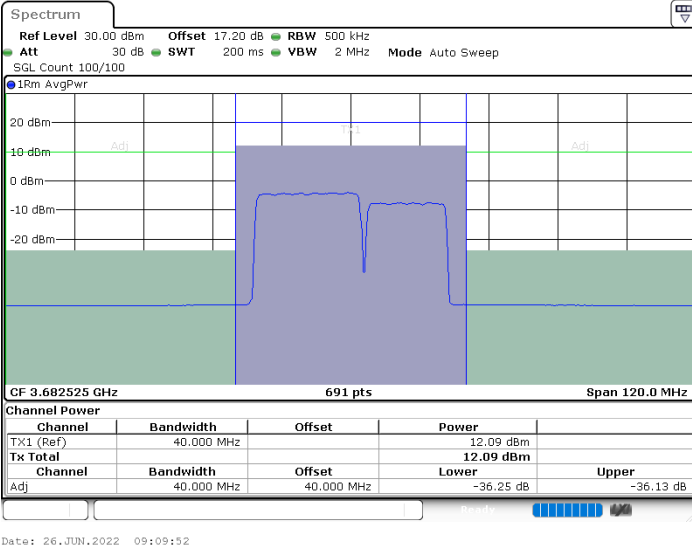 Spectrum
Ref Level 30.00 dBm Offset 17.20 dB RBW 500 kHz
Att 30 dB SWT 200 ms VBW 2 MHz Mode Auto Sweep
SGL Count 100/100
1Rm AvgPwr
20 dBm
TX1
Adj Adj
10 dBm
0 dBm
-10 dBm
-20 dBm
CF 3.682525 GHz 691 pts Span 120.0 MHz
Channel Power
Channel Bandwidth Offset Power
TX1 (Ref) 40.000 MHz 12.09 dBm
Tx Total 12.09 dBm
Channel Bandwidth Offset Lower Upper
Adj 40.000 MHz 40.000 MHz -36.25 dB -36.13 dB
Ready
Date: 26.JUN.2022 09:09:52